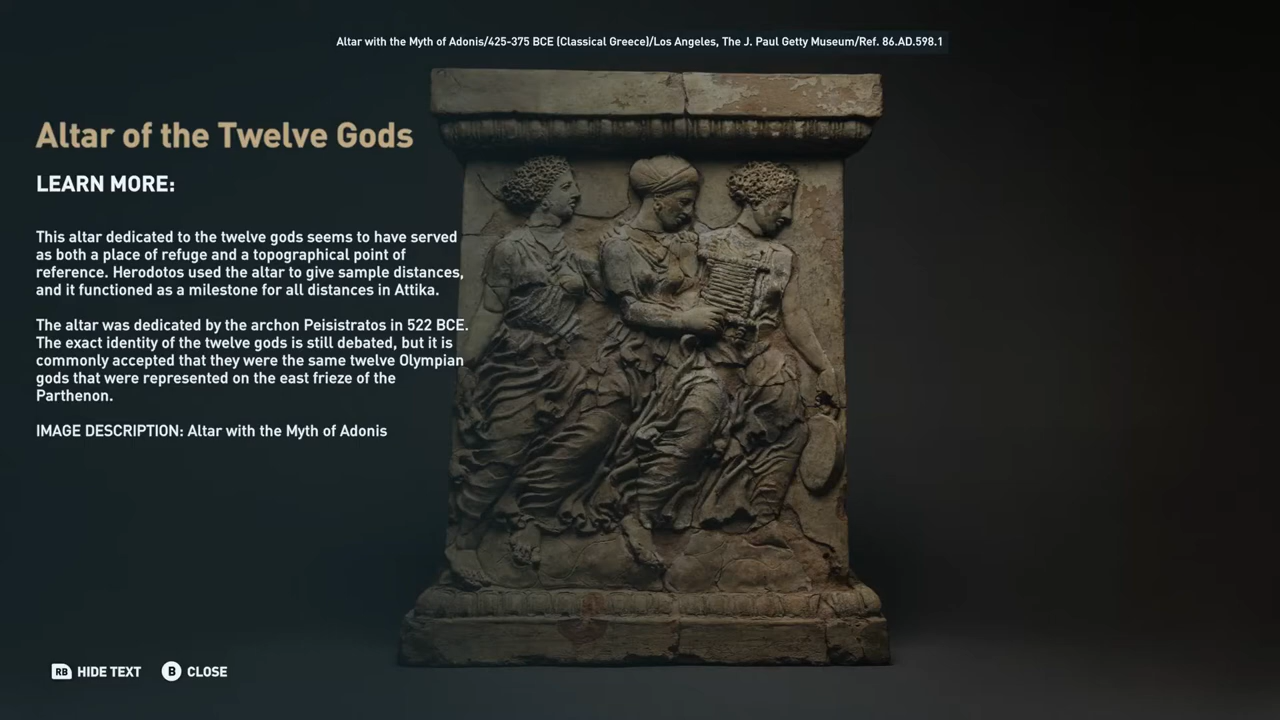 Altar with the Myth of Adonis/425-375 BCE (Classical Greece)/Los Angeles, The J. Paul Getty Museum/Ref. 86.AD.598.1
Altar of the Twelve Gods
LEARN MORE:
This altar dedicated to the twelve gods seems to have served
as both a place of refuge and a topographical point of
reference. Herodotos used the altar to give sample distances,
and it functioned as a milestone for all distances in Attika.
The altar was dedicated by the archon Peisistratos in 522 BCE.
The exact identity of the twelve gods is still debated, but it is
commonly accepted that they were the same twelve Olympian
gods that were represented on the east frieze of the
Parthenon.
IMAGE DESCRIPTION: Altar with the Myth of Adonis
RB HIDE TEXT B CLOSE